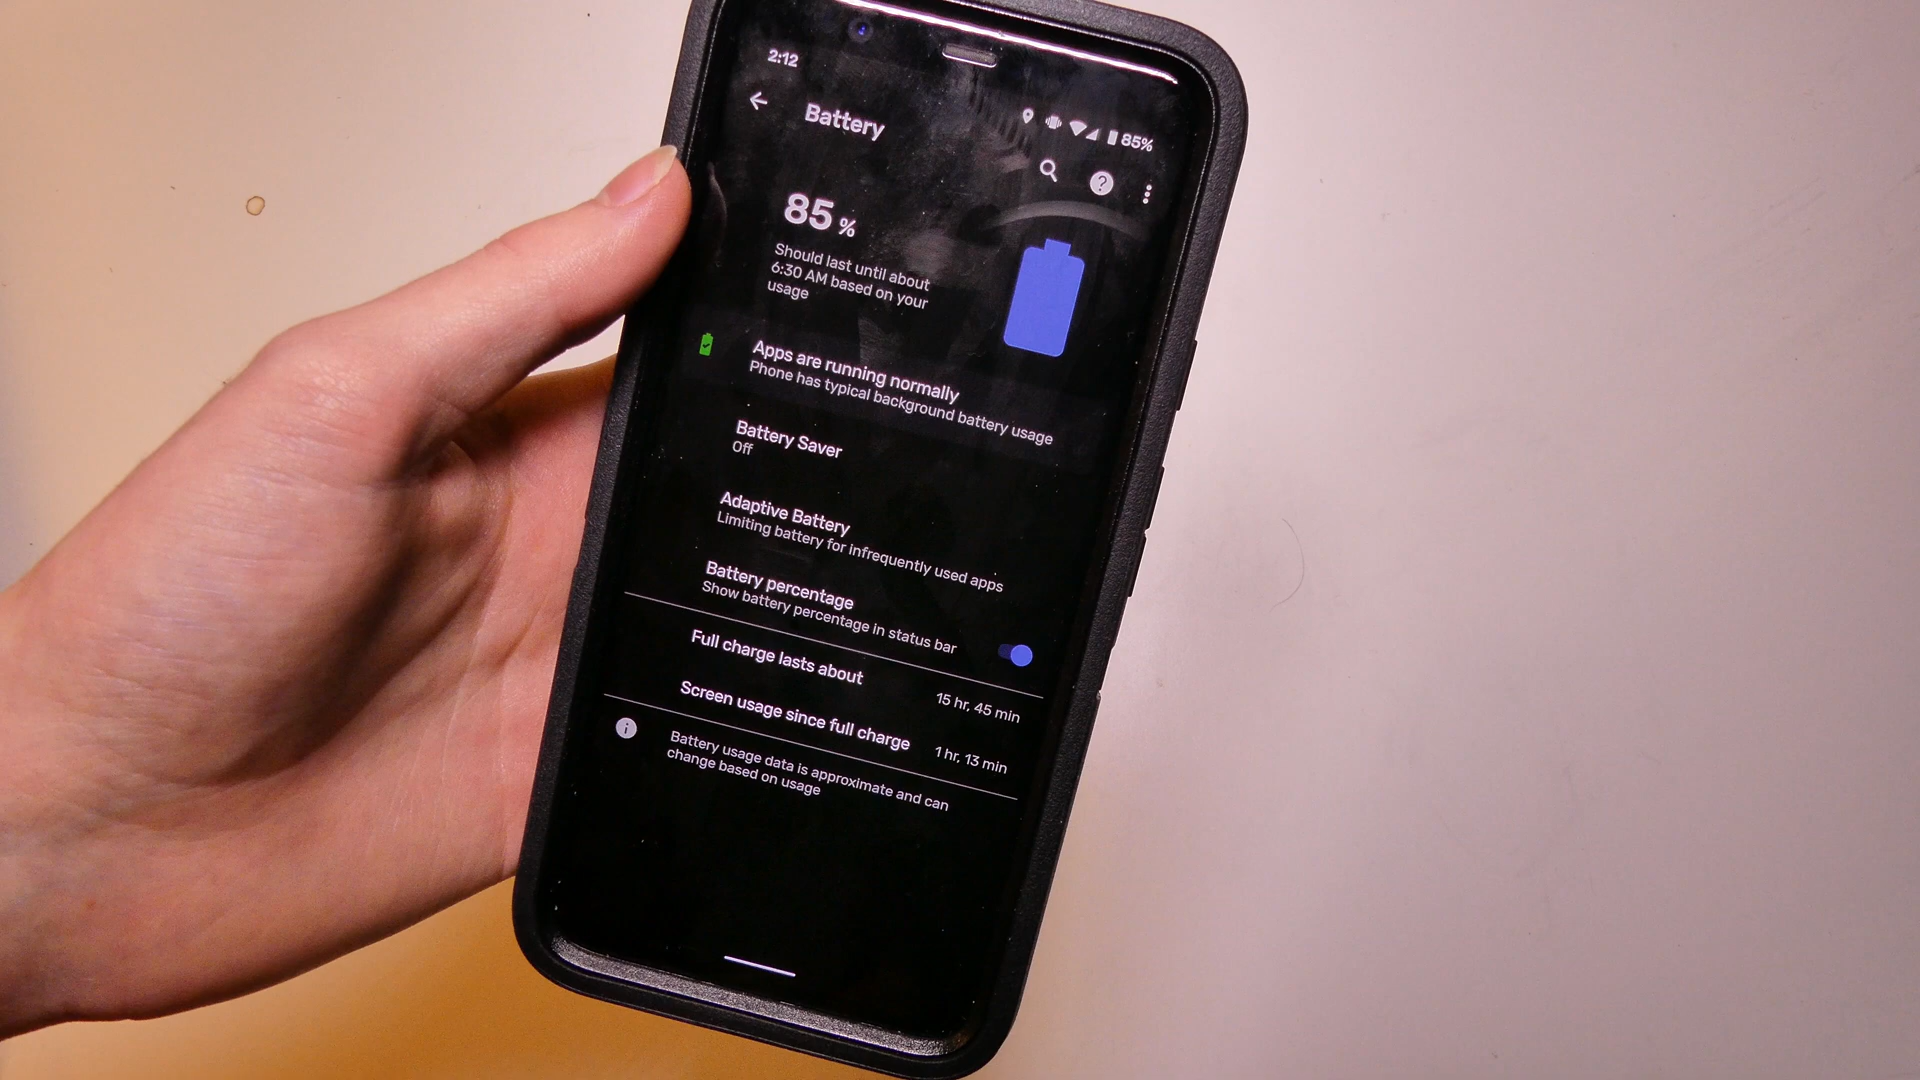 2:12
85%
Battery
85 %
Should last until about
6:30 AM based on your
usage
Apps are running normally
Phone has typical background battery usage
Battery Saver
Off
Adaptive Battery
Limiting battery for infrequently used apps
Battery percentage
Show battery percentage in status bar
Full charge lasts about
15 hr, 45 min
Screen usage since full charge
1 hr, 13 min
Battery usage data is approximate and can
change based on usage